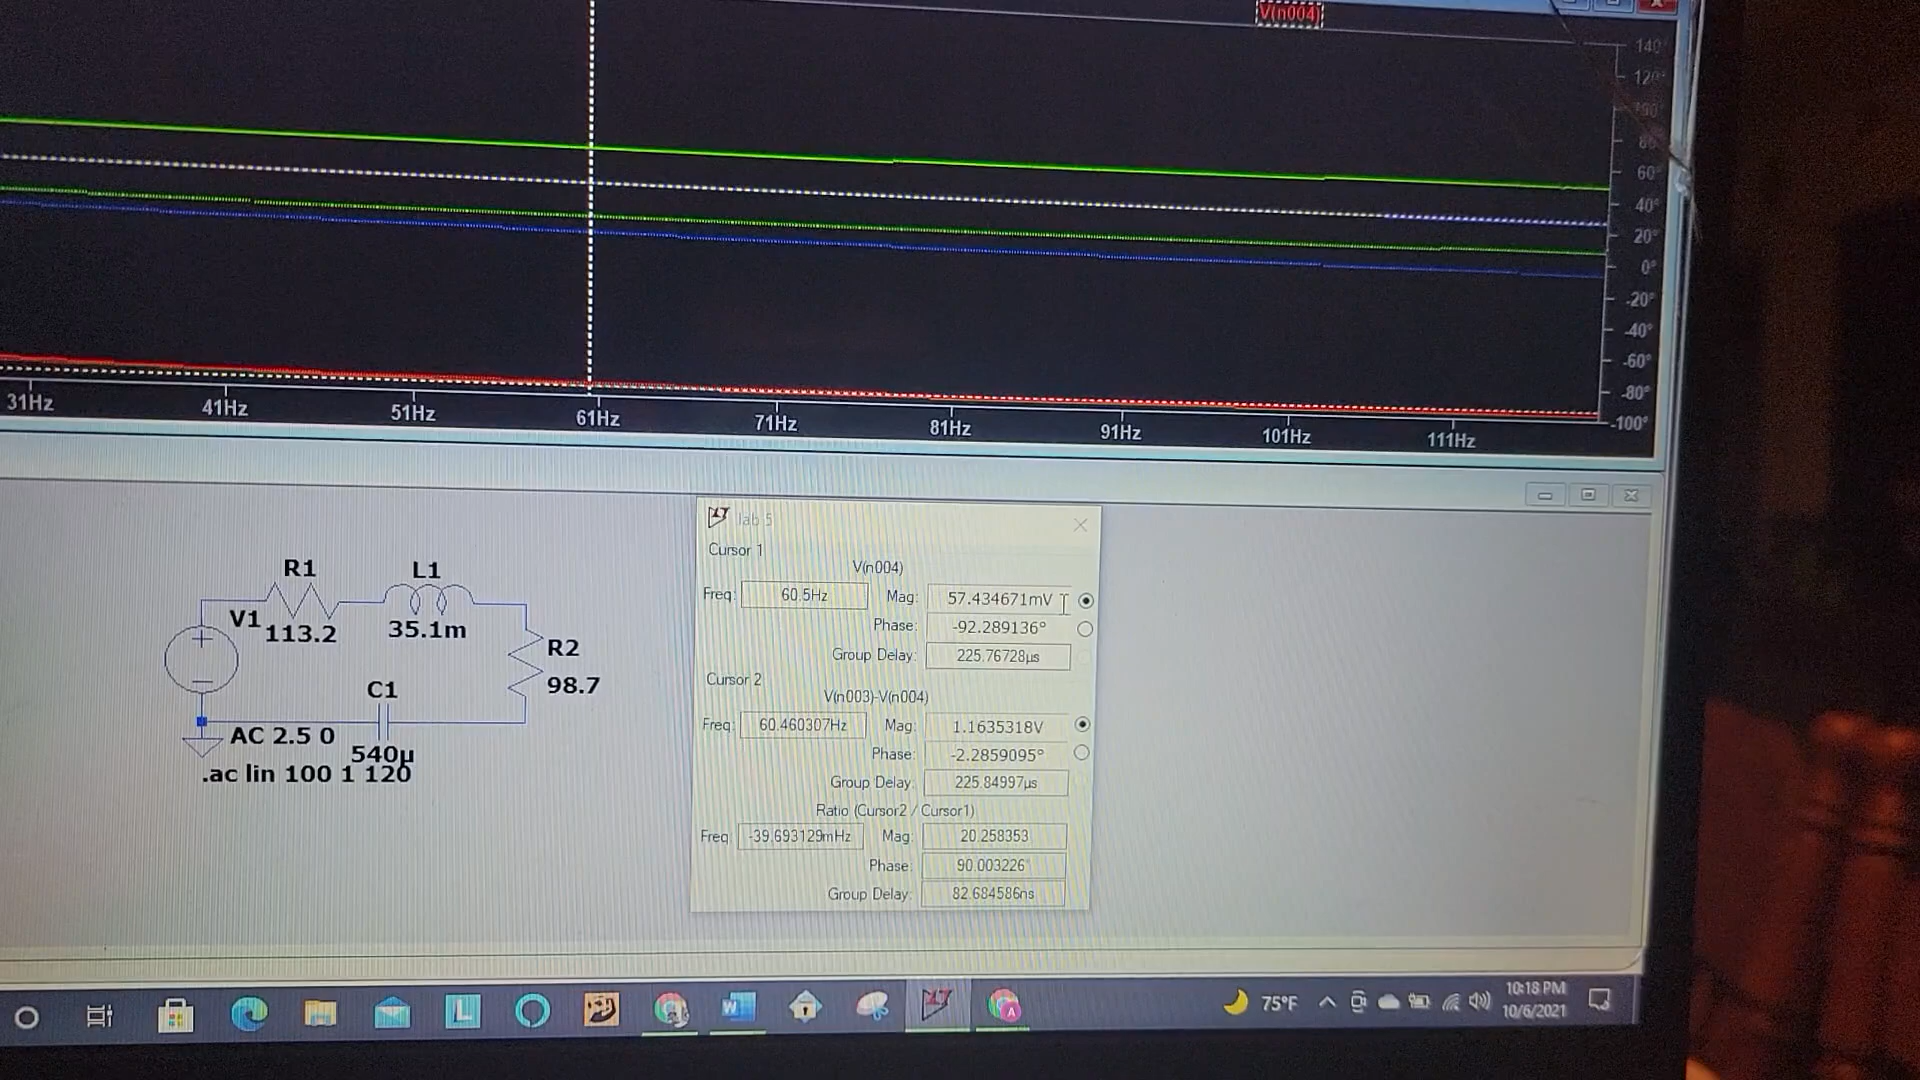 V(n004)
140°
120°
100°
80°
60°
40°
20°
0°
-20°
-40°
-60°
-80°
-100°
31Hz 41Hz 51Hz 61Hz 71Hz 81Hz 91Hz 101Hz 111Hz
R1
113.2
L1
35.1m
V1
R2
98.7
C1
540µ
AC 2.5 0
.ac lin 100 1 120
lab 5
Cursor 1
V(n004)
Freq: 60.5Hz Mag: 57.434671mV
Phase: -92.289136°
Group Delay: 225.76728µs
Cursor 2
V(n003)-V(n004)
Freq: 60.460307Hz Mag: 1.1635318V
Phase: -2.2859095°
Group Delay: 225.84997µs
Ratio (Cursor2 / Cursor1)
Freq: -39.693129mHz Mag: 20.258353
Phase: 90.003226°
Group Delay: 82.684586ns
L
W
A
75°F
10:18 PM
10/6/2021